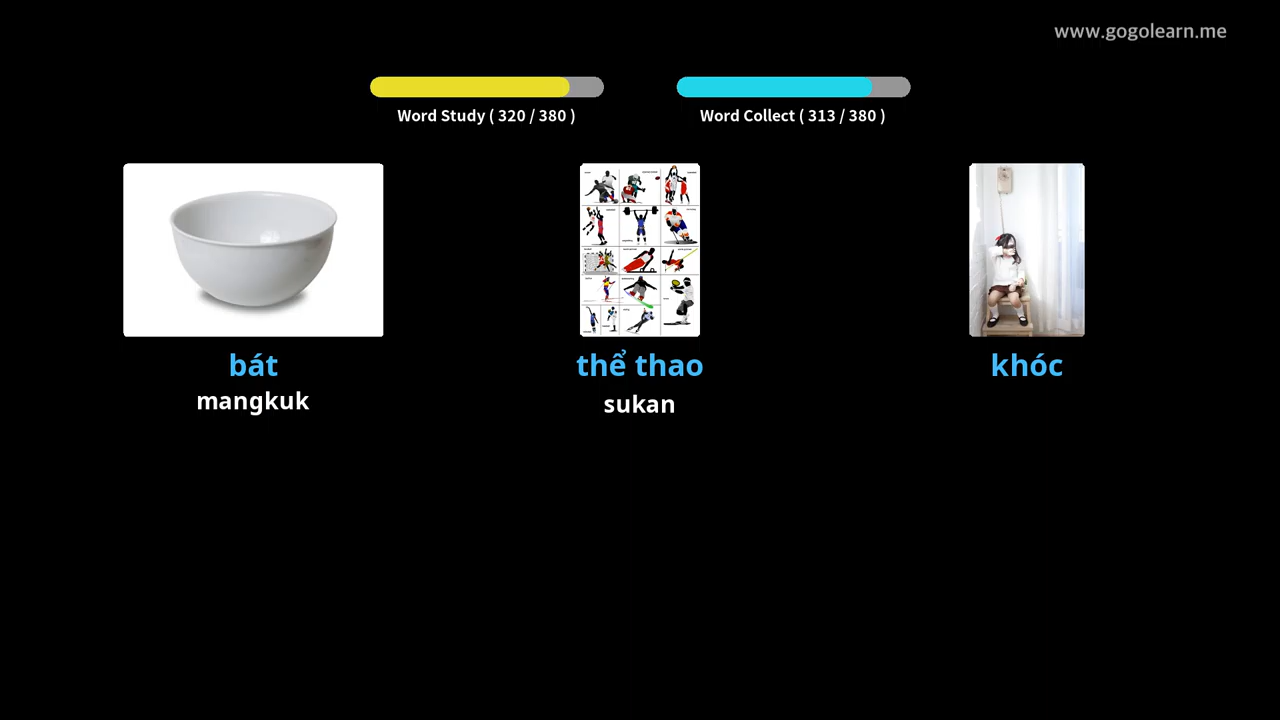 www.gogolearn.me
Word Study ( 320 / 380 )
Word Collect ( 313 / 380 )
bát
thể thao
khóc
mangkuk
sukan